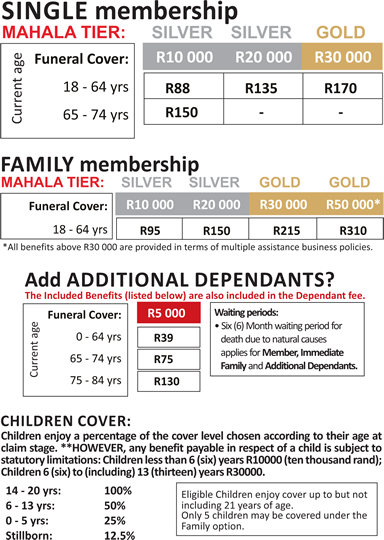 SINGLE membership
MAHALA TIER: SILVER SILVER GOLD
Funeral Cover: R10 000 R20 000 R30 000
Current age
18 - 64 yrs R88 R135 R170
65 - 74 yrs R150 - -
FAMILY membership
MAHALA TIER: SILVER SILVER GOLD GOLD
Funeral Cover: R10 000 R20 000 R30 000 R50 000*
18 - 64 yrs R95 R150 R215 R310
*All benefits above R30 000 are provided in terms of multiple assistance business policies.
Add ADDITIONAL DEPENDANTS?
The Included Benefits (listed below) are also included in the Dependant fee.
Funeral Cover: R5 000
Current age
0 - 64 yrs R39
65 - 74 yrs R75
75 - 84 yrs R130
Waiting periods:
• Six (6) Month waiting period for
death due to natural causes
applies for Member, Immediate
Family and Additional Dependants.
CHILDREN COVER:
Children enjoy a percentage of the cover level chosen according to their age at
claim stage. **HOWEVER, any benefit payable in respect of a child is subject to
statutory limitations: Children less than 6 (six) years R10000 (ten thousand rand);
Children 6 (six) to (including) 13 (thirteen) years R30000.
14 - 20 yrs: 100%
6 - 13 yrs: 50%
0 - 5 yrs: 25%
Stillborn: 12.5%
Eligible Children enjoy cover up to but not
including 21 years of age.
Only 5 children may be covered under the
Family option.